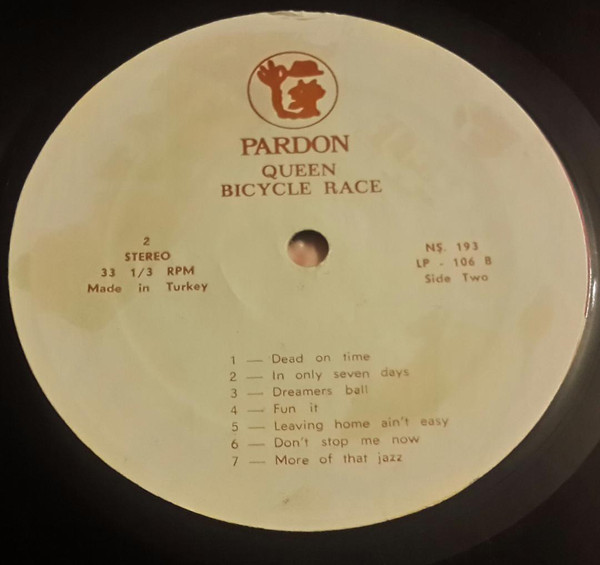 PARDON
QUEEN
BICYCLE RACE
2
STEREO
33 1/3 RPM
Made in Turkey
NŞ. 193
LP - 106 B
Side Two
1 — Dead on time
2 — In only seven days
3 — Dreamers ball
4 — Fun it
5 — Leaving home ain't easy
6 — Don't stop me now
7 — More of that jazz